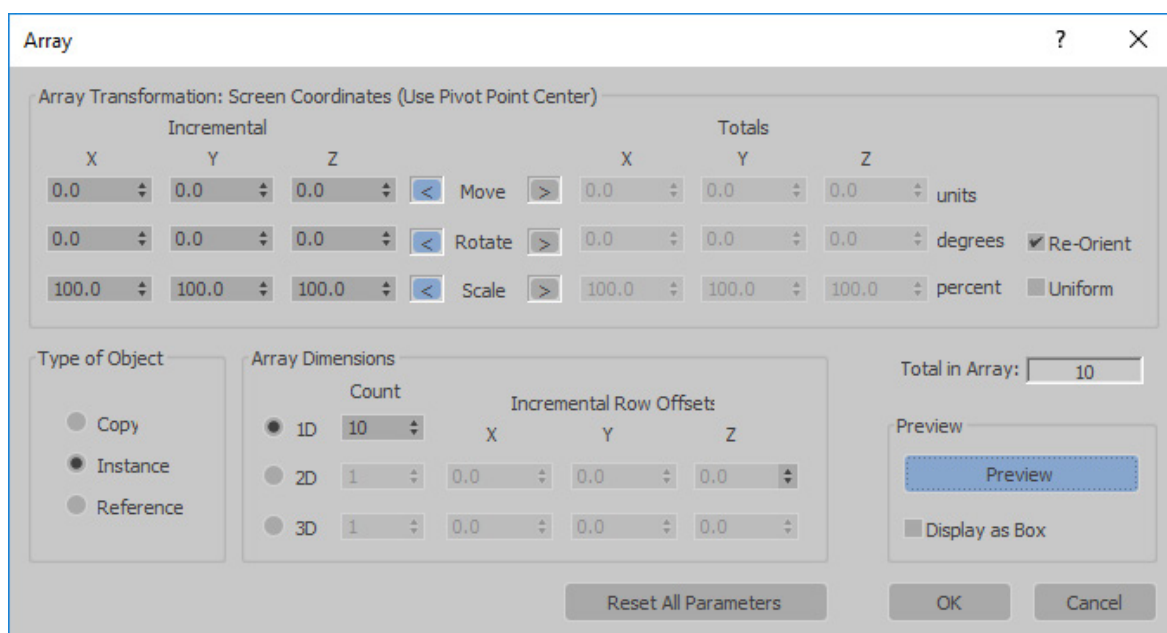 Array ?
Array Transformation: Screen Coordinates (Use Pivot Point Center)
Incremental Totals
X Y Z X Y Z
0.0 0.0 0.0 < Move > 0.0 0.0 0.0 units
0.0 0.0 0.0 < Rotate > 0.0 0.0 0.0 degrees Re-Orient
100.0 100.0 100.0 < Scale > 100.0 100.0 100.0 percent Uniform
Type of Object
Copy
Instance
Reference
Array Dimensions
Count Incremental Row Offsets
1D 10 X Y Z
2D 1 0.0 0.0 0.0
3D 1 0.0 0.0 0.0
Total in Array: 10
Preview
Preview
Display as Box
Reset All Parameters OK Cancel